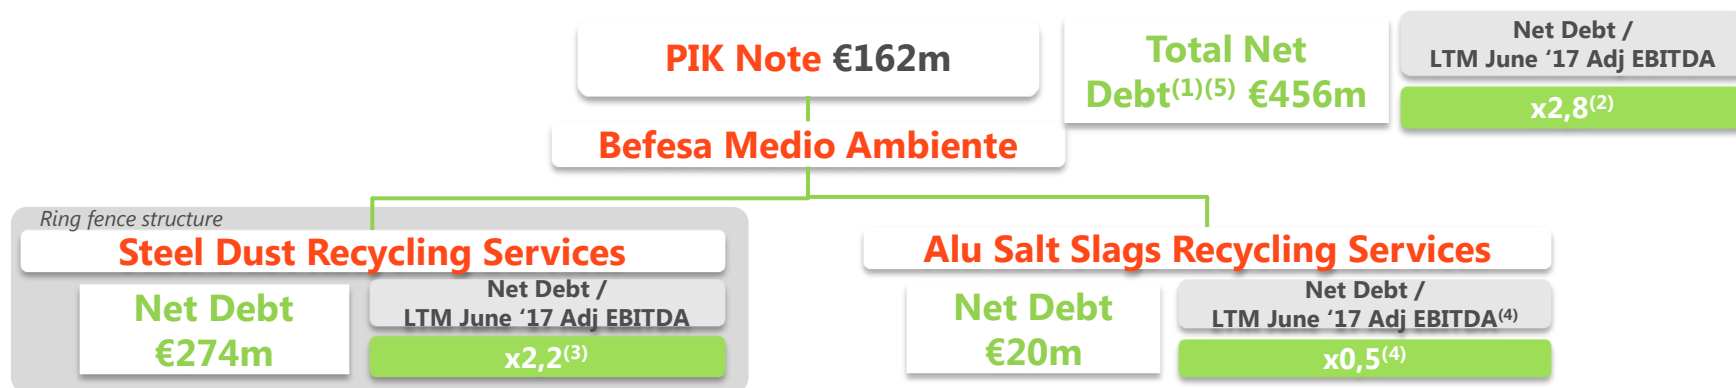 PIK Note €162m
Total Net
Debt(1)(5) €456m
Net Debt /
LTM June ‘17 Adj EBITDA
x2,8(2)
Befesa Medio Ambiente
Ring fence structure
Steel Dust Recycling Services
Net Debt
€274m
Net Debt /
LTM June ‘17 Adj EBITDA
x2,2(3)
Alu Salt Slags Recycling Services
Net Debt
€20m
Net Debt /
LTM June ‘17 Adj EBITDA(4)
x0,5(4)